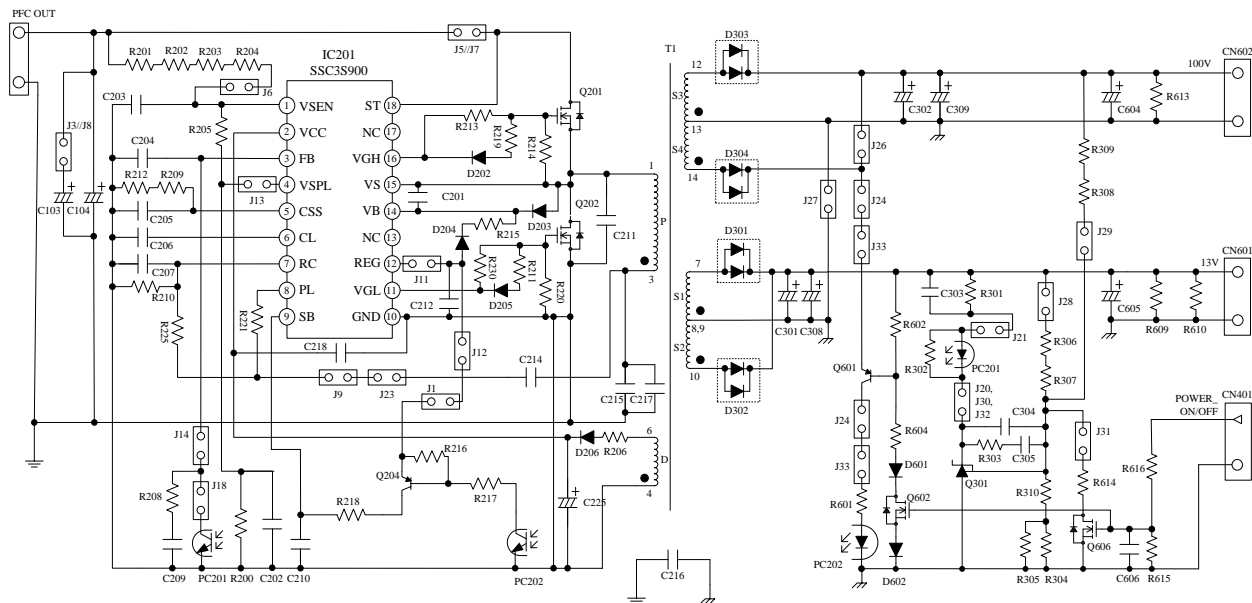 PFC OUT
R201
R202
R203
R204
J5//J7
J6
IC201
SSC3S900
C203
R205
J3//J8
C204
R212
R209
C103
C104
C205
C206
C207
R210
R225
J13
1 VSEN
2 VCC
3 FB
4 VSPL
5 CSS
6 CL
7 RC
8 PL
9 SB
ST 18
NC 17
VGH 16
VS 15
VB 14
NC 13
REG 12
VGL 11
GND 10
R213
R219
R214
D202
Q201
C201
D203
D204
R215
Q202
C211
J11
C212
R230
R211
R220
D205
R221
C218
J9
J23
J12
J1
C214
C215
C217
J14
J18
R208
C209
PC201
R200
C202
C210
R218
Q204
R216
R217
PC202
C225
D206
R206
C216
T1
1
P
3
6
D
4
12
S3
13
S4
14
7
S1
8,9
S2
10
D303
D304
D301
D302
J27
C301
C308
J26
J24
J33
C302
C309
C604
R613
100V
CN602
R309
R308
J29
13V
CN601
R602
C303
R301
J21
R302
PC201
J20,
J30,
J32
J28
R306
R307
C605
R609
R610
Q601
J24
J33
R601
PC202
R604
D601
Q602
D602
C304
R303
C305
Q301
R310
R305
R304
J31
R614
Q606
C606
R615
R616
POWER_
ON/OFF
CN401